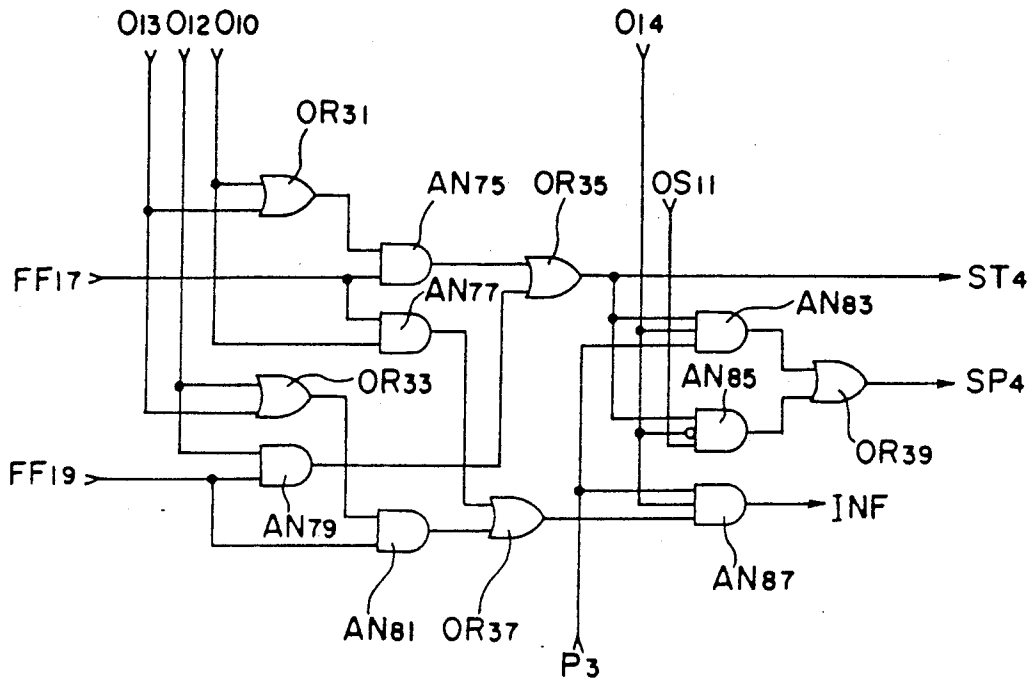 O13 O12 O10 O14
OR31
AN75 OR35 OS11
FF17 ST4
AN77 AN83
OR33 AN85 SP4
OR39
FF19
AN79 INF
AN87
AN81 OR37
P3